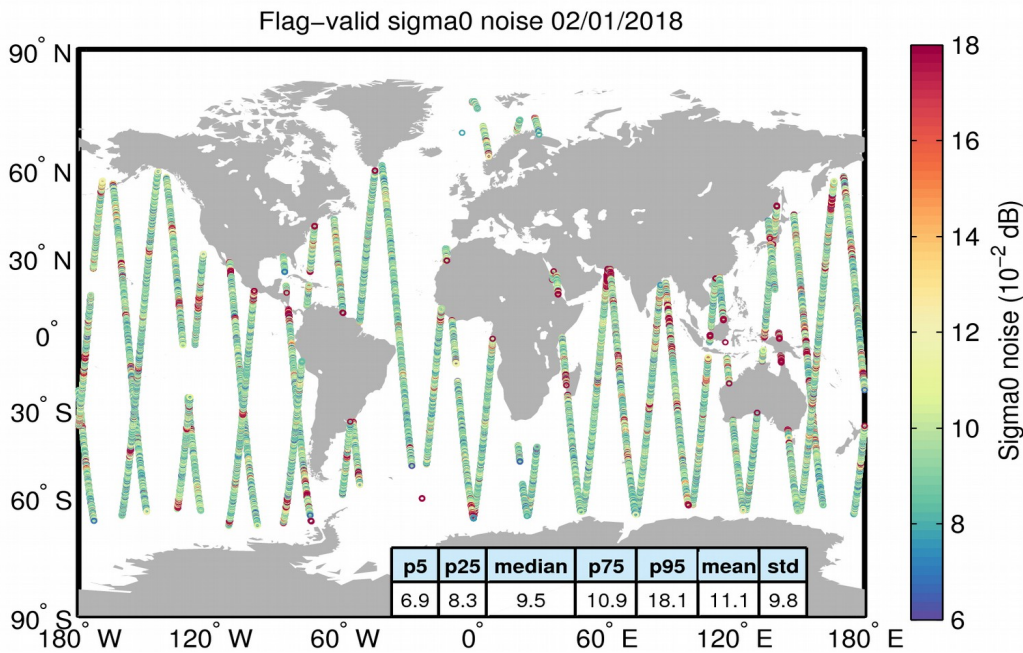 Flag−valid sigma0 noise 02/01/2018
90° N
60° N
30° N
0°
30° S
60° S
90° S
180° W
120° W
60° W
0°
60° E
120° E
180° E
p5 p25 median p75 p95 mean std
6.9 8.3 9.5 10.9 18.1 11.1 9.8
18
16
14
12
10
8
6
Sigma0 noise (10⁻² dB)